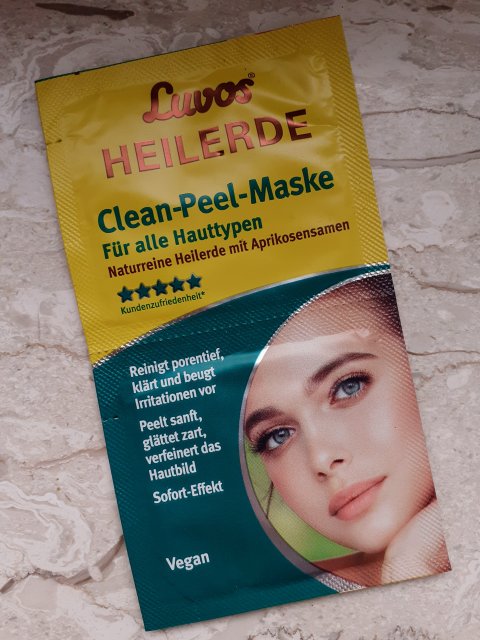 Luvos®
HEILERDE
Clean-Peel-Maske
Für alle Hauttypen
Naturreine Heilerde mit Aprikosensamen
Kundenzufriedenheit*
Reinigt porentief,
klärt und beugt
Irritationen vor
Peelt sanft,
glättet zart,
verfeinert das
Hautbild
Sofort-Effekt
Vegan